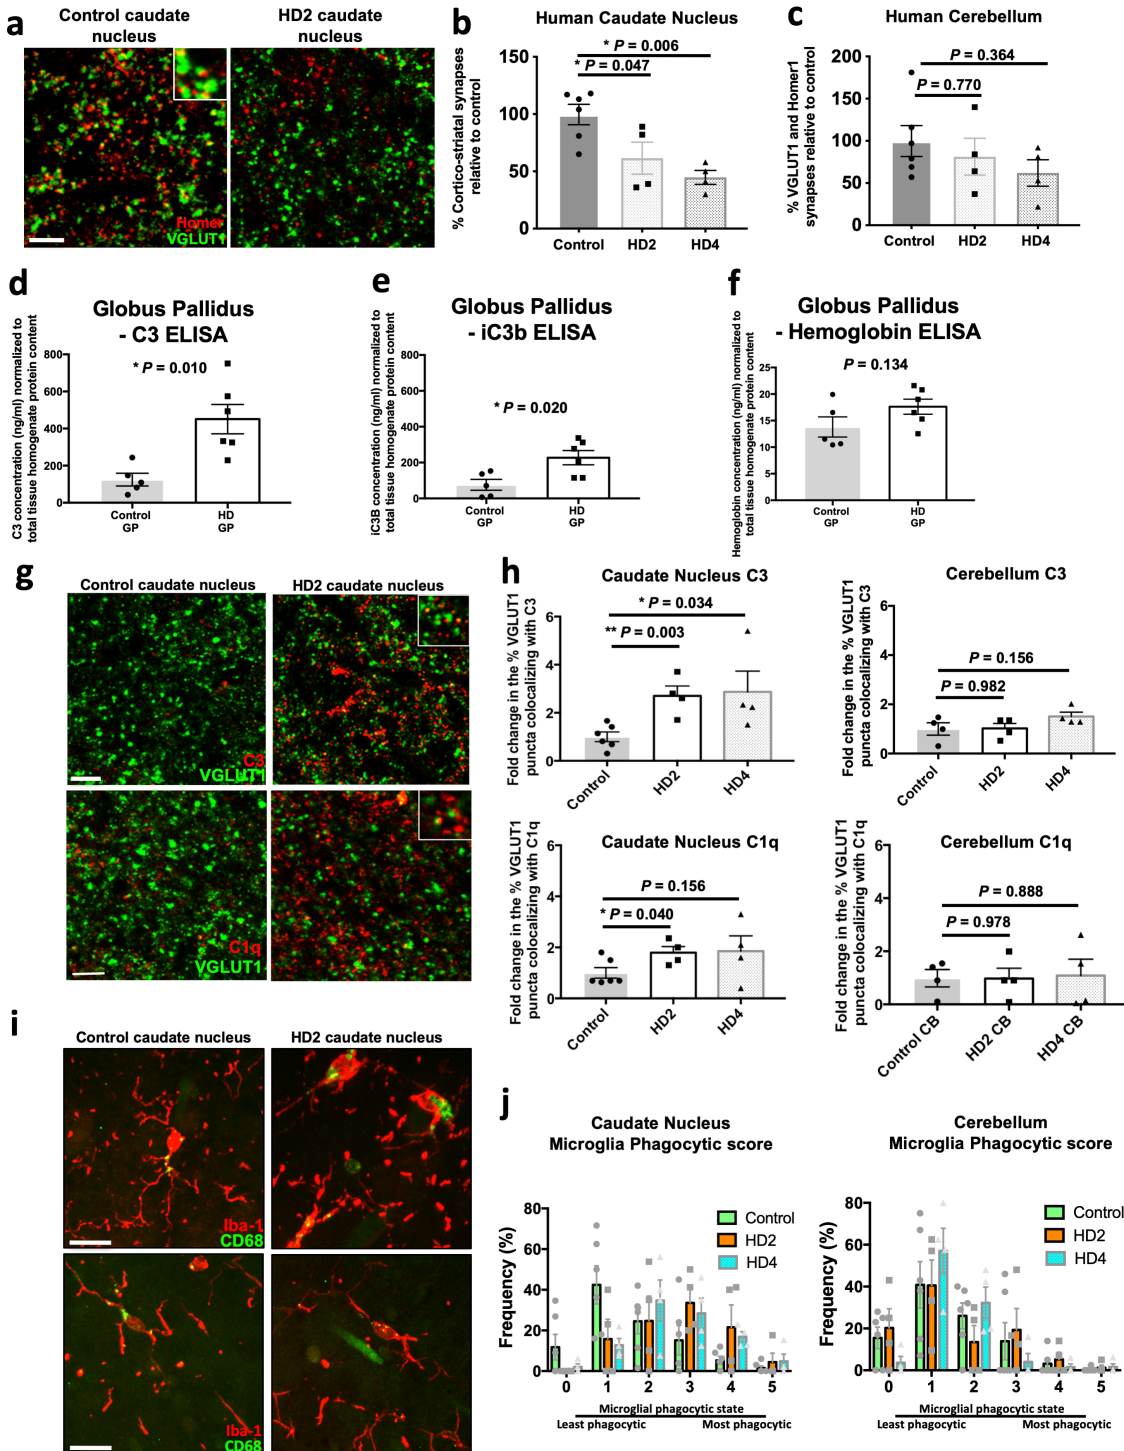 a
Control caudate
nucleus
HD2 caudate
nucleus
Homer
VGLUT1
b
Human Caudate Nucleus
% Cortico-striatal synapses
relative to control
150
100
50
0
* P = 0.006
* P = 0.047
Control
HD2
HD4
c
Human Cerebellum
% VGLUT1 and Homer1
synapses relative to control
200
150
100
50
0
P = 0.364
P = 0.770
Control
HD2
HD4
d
Globus Pallidus
- C3 ELISA
C3 concentration (ng/ml) normalized to
total tissue homogenate protein content
800
600
400
200
0
* P = 0.010
Control
GP
HD
GP
e
Globus Pallidus
- iC3b ELISA
iC3B concentration (ng/ml) normalized to
total tissue homogenate protein content
800
600
400
200
0
* P = 0.020
Control
GP
HD
GP
f
Globus Pallidus
- Hemoglobin ELISA
Hemoglobin concentration (ng/ml) normalized to
total tissue homogenate protein content
25
20
15
10
5
0
P = 0.134
Control
GP
HD
GP
g
Control caudate nucleus
HD2 caudate nucleus
C3
VGLUT1
C1q
VGLUT1
h
Caudate Nucleus C3
Fold change in the % VGLUT1
puncta colocalizing with C3
6
4
2
0
* P = 0.034
** P = 0.003
Control
HD2
HD4
Cerebellum C3
Fold change in the % VGLUT1
puncta colocalizing with C3
6
4
2
0
P = 0.156
P = 0.982
Control
HD2
HD4
Caudate Nucleus C1q
Fold change in the % VGLUT1
puncta colocalizing with C1q
6
4
2
0
P = 0.156
* P = 0.040
Control
HD2
HD4
Cerebellum C1q
Fold change in the % VGLUT1
puncta colocalizing with C1q
6
4
2
0
P = 0.888
P = 0.978
Control CB
HD2 CB
HD4 CB
i
Control caudate nucleus
HD2 caudate nucleus
Iba-1
CD68
Iba-1
CD68
j
Caudate Nucleus
Microglia Phagocytic score
Frequency (%)
80
60
40
20
0
Control
HD2
HD4
0 1 2 3 4 5
Microglial phagocytic state
Least phagocytic Most phagocytic
Cerebellum
Microglia Phagocytic score
Frequency (%)
80
60
40
20
0
Control
HD2
HD4
0 1 2 3 4 5
Microglial phagocytic state
Least phagocytic Most phagocytic